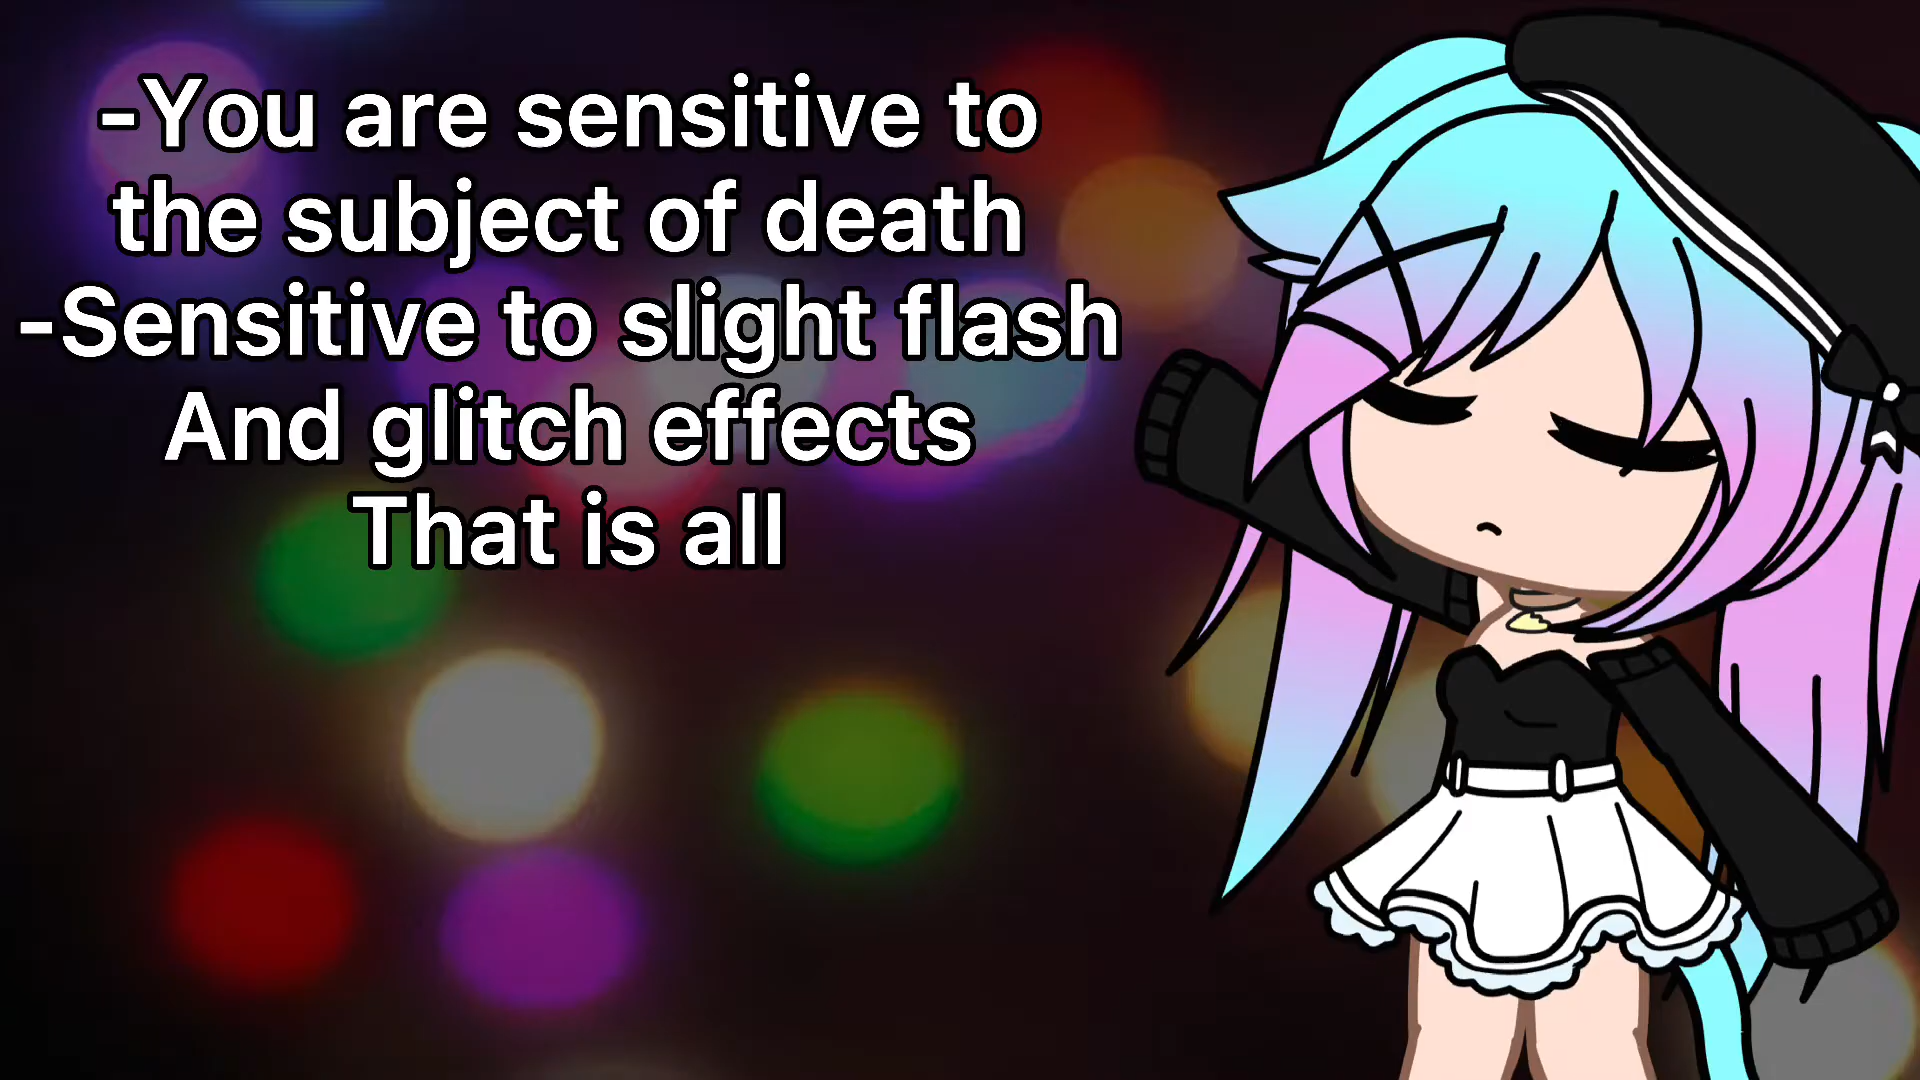 -You are sensitive to
the subject of death
-Sensitive to slight flash
And glitch effects
That is all